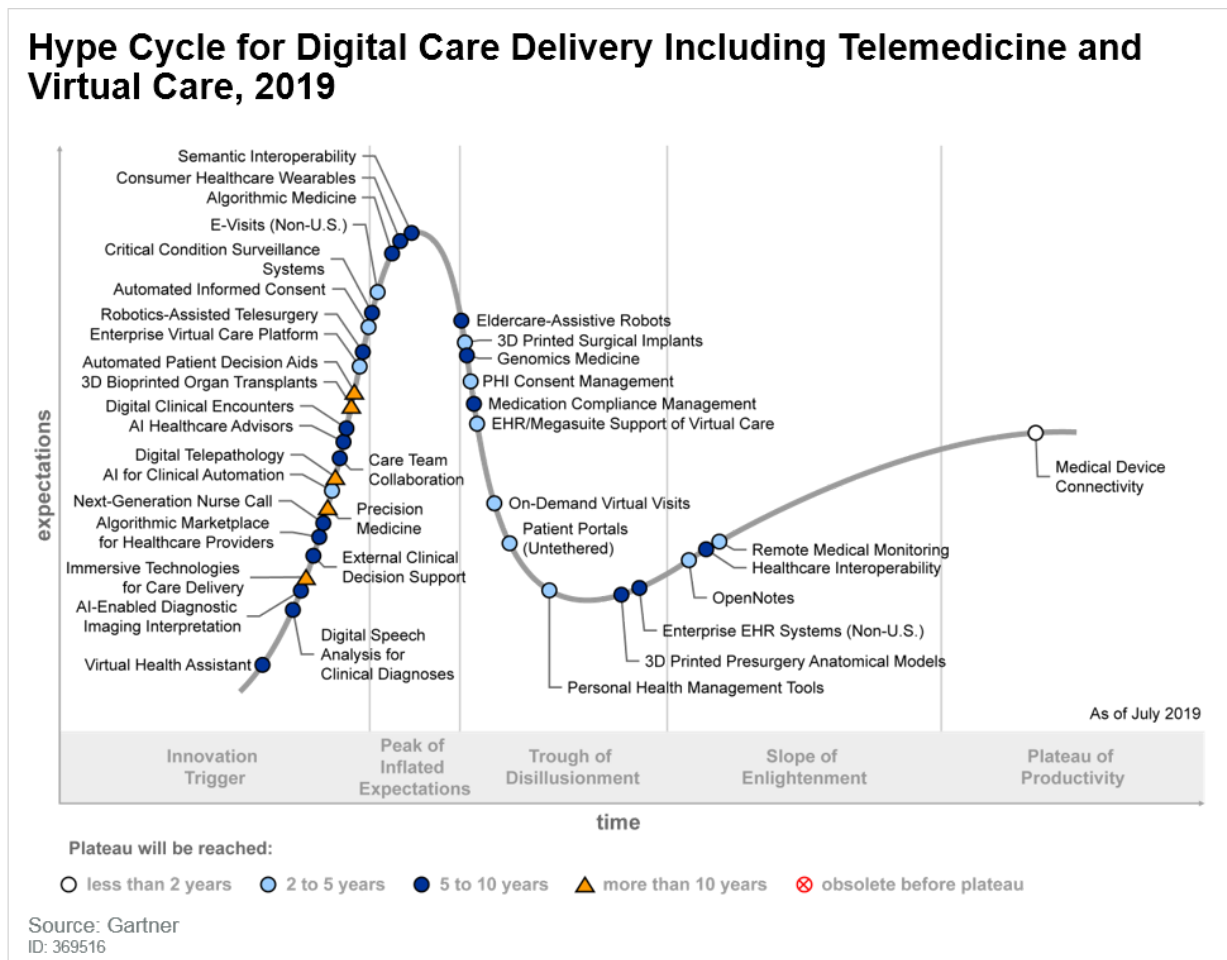 Hype Cycle for Digital Care Delivery Including Telemedicine and
Virtual Care, 2019
Semantic Interoperability
Consumer Healthcare Wearables
Algorithmic Medicine
E-Visits (Non-U.S.)
Critical Condition Surveillance
Systems
Automated Informed Consent
Robotics-Assisted Telesurgery
Enterprise Virtual Care Platform
Automated Patient Decision Aids
3D Bioprinted Organ Transplants
Digital Clinical Encounters
AI Healthcare Advisors
Digital Telepathology
AI for Clinical Automation
Next-Generation Nurse Call
Algorithmic Marketplace
for Healthcare Providers
Immersive Technologies
for Care Delivery
AI-Enabled Diagnostic
Imaging Interpretation
Virtual Health Assistant
Care Team
Collaboration
Precision
Medicine
External Clinical
Decision Support
Digital Speech
Analysis for
Clinical Diagnoses
Eldercare-Assistive Robots
3D Printed Surgical Implants
Genomics Medicine
PHI Consent Management
Medication Compliance Management
EHR/Megasuite Support of Virtual Care
On-Demand Virtual Visits
Patient Portals
(Untethered)
Remote Medical Monitoring
Healthcare Interoperability
OpenNotes
Enterprise EHR Systems (Non-U.S.)
3D Printed Presurgery Anatomical Models
Personal Health Management Tools
Medical Device
Connectivity
As of July 2019
expectations
Innovation
Trigger
Peak of
Inflated
Expectations
Trough of
Disillusionment
Slope of
Enlightenment
Plateau of
Productivity
time
Plateau will be reached:
less than 2 years
2 to 5 years
5 to 10 years
more than 10 years
obsolete before plateau
Source: Gartner
ID: 369516